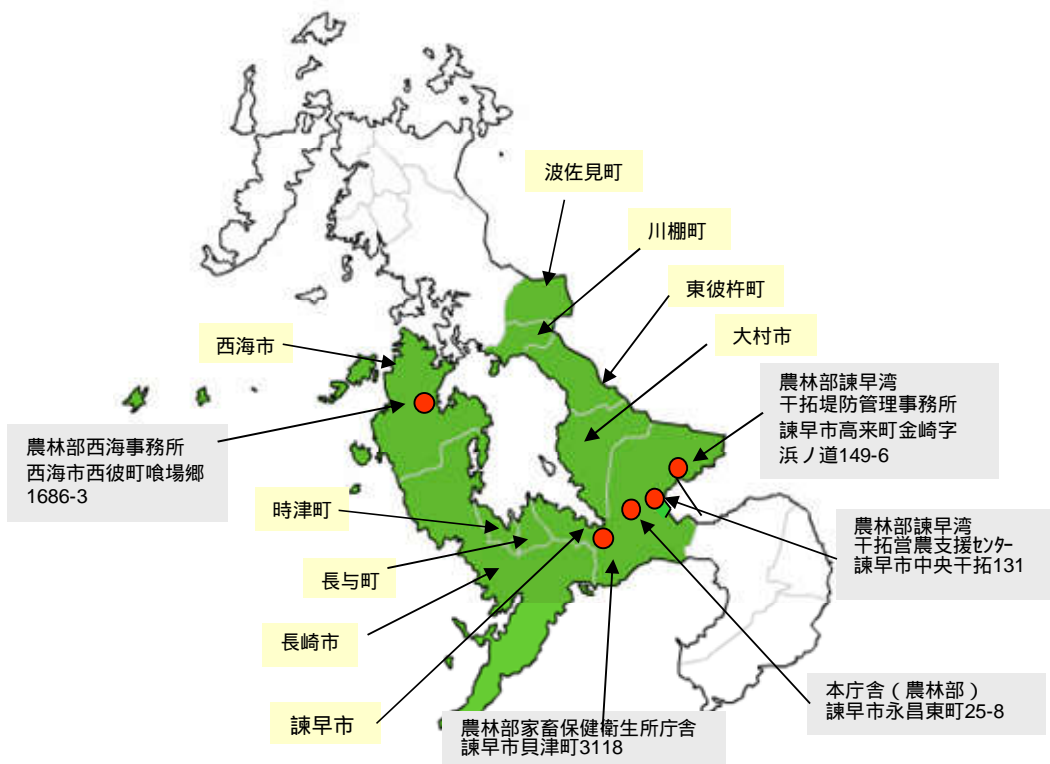 波佐見町
川棚町
東彼杵町
大村市
西海市
農林部諫早湾
干拓堤防管理事務所
諫早市高来町金崎字
浜ノ道149-6
農林部西海事務所
西海市西彼町喰場郷
1686-3
時津町
農林部諫早湾
干拓営農支援ｾﾝﾀｰ
諫早市中央干拓131
長与町
長崎市
本庁舎（農林部）
諫早市永昌東町25-8
諫早市
農林部家畜保健衛生所庁舎
諫早市貝津町3118